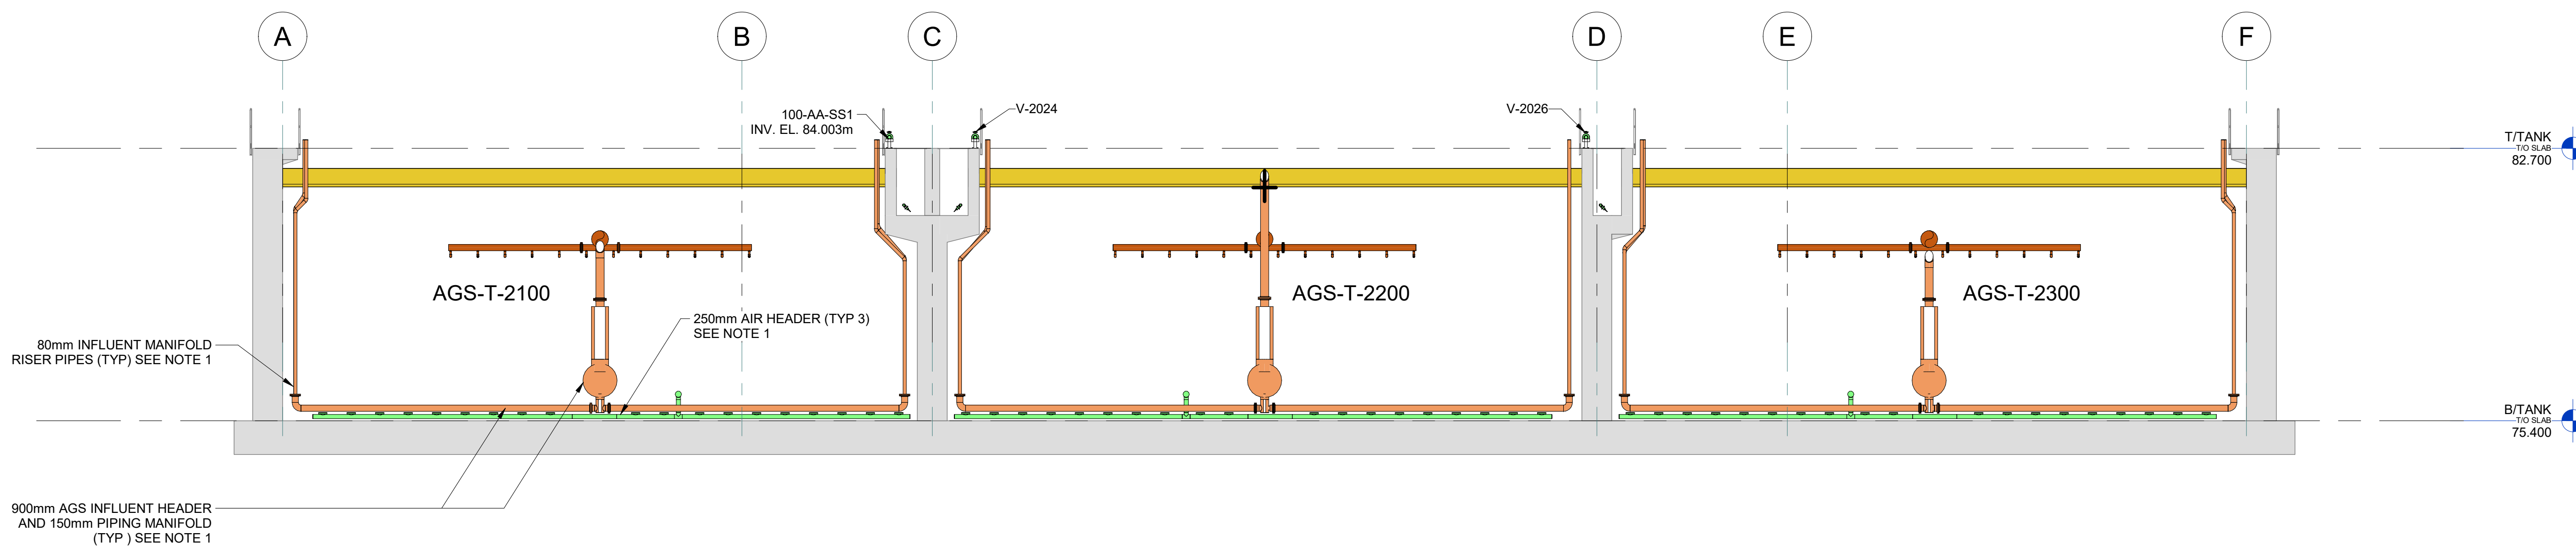 A
B
C
D
E
F
100-AA-SS1
INV. EL. 84.003m
V-2024
V-2026
T/TANK
T/O SLAB
82.700
AGS-T-2100
AGS-T-2200
AGS-T-2300
250mm AIR HEADER (TYP 3)
SEE NOTE 1
80mm INFLUENT MANIFOLD
RISER PIPES (TYP) SEE NOTE 1
B/TANK
T/O SLAB
75.400
900mm AGS INFLUENT HEADER
AND 150mm PIPING MANIFOLD
(TYP ) SEE NOTE 1